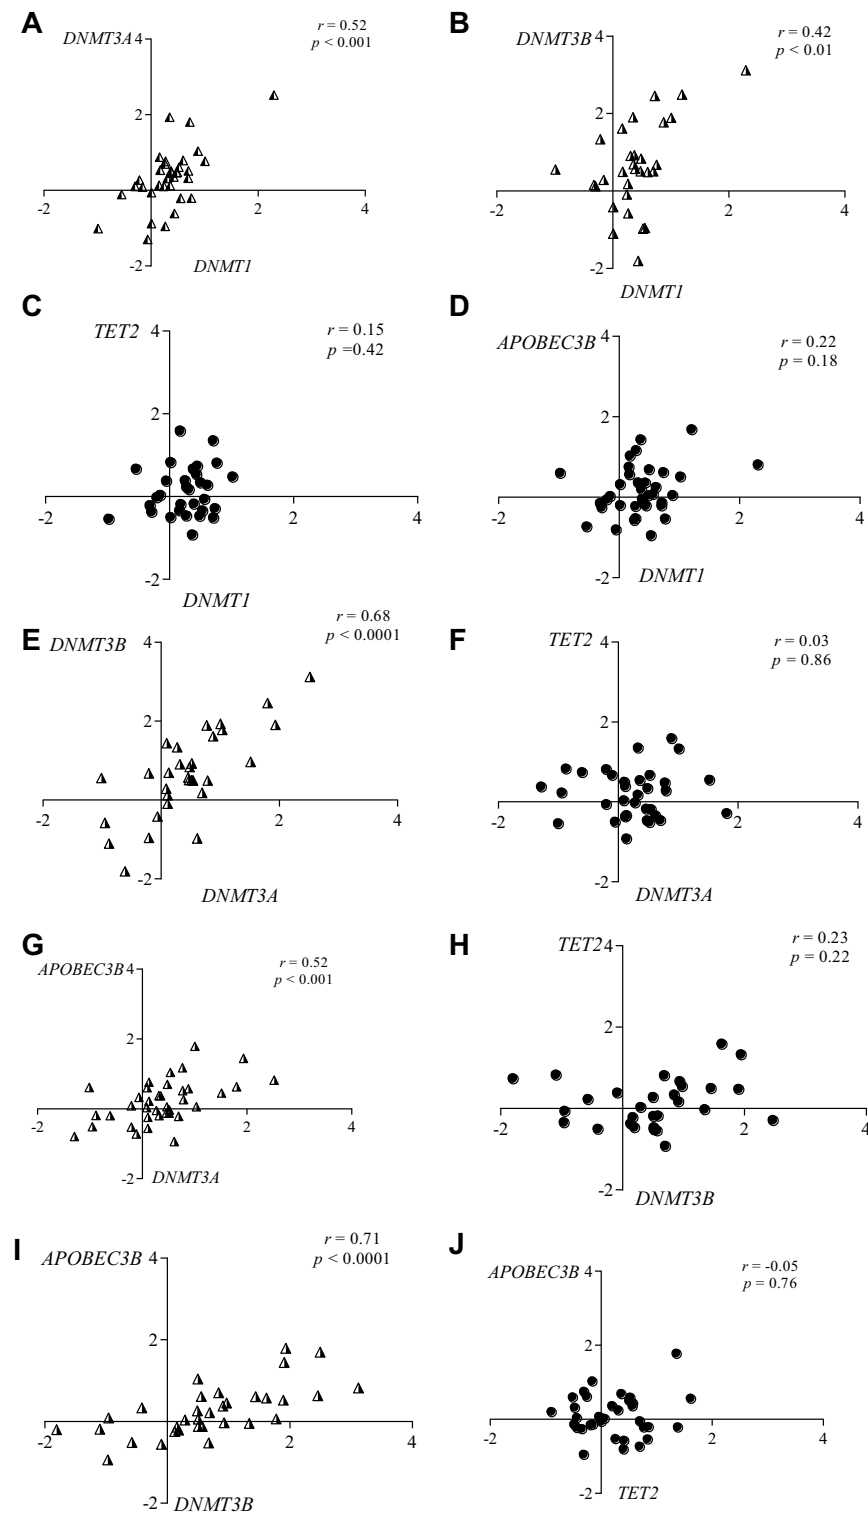 A
DNMT3A
r = 0.52
p < 0.001
4
2
-2
2
4
-2
DNMT1
B
DNMT3B
r = 0.42
p < 0.01
4
2
-2
2
4
-2
DNMT1
C
TET2
r = 0.15
p =0.42
4
2
-2
2
4
-2
DNMT1
D
APOBEC3B
r = 0.22
p = 0.18
4
2
-2
2
4
-2
DNMT1
E
DNMT3B
r = 0.68
p < 0.0001
4
2
-2
2
4
-2
DNMT3A
F
TET2
r = 0.03
p = 0.86
4
2
-2
2
4
-2
DNMT3A
G
APOBEC3B
r = 0.52
p < 0.001
4
2
-2
2
4
-2
DNMT3A
H
TET2
r = 0.23
p = 0.22
4
2
-2
2
4
-2
DNMT3B
I
APOBEC3B
r = 0.71
p < 0.0001
4
2
-2
2
4
-2
DNMT3B
J
APOBEC3B
r = -0.05
p = 0.76
4
2
-2
2
4
-2
TET2